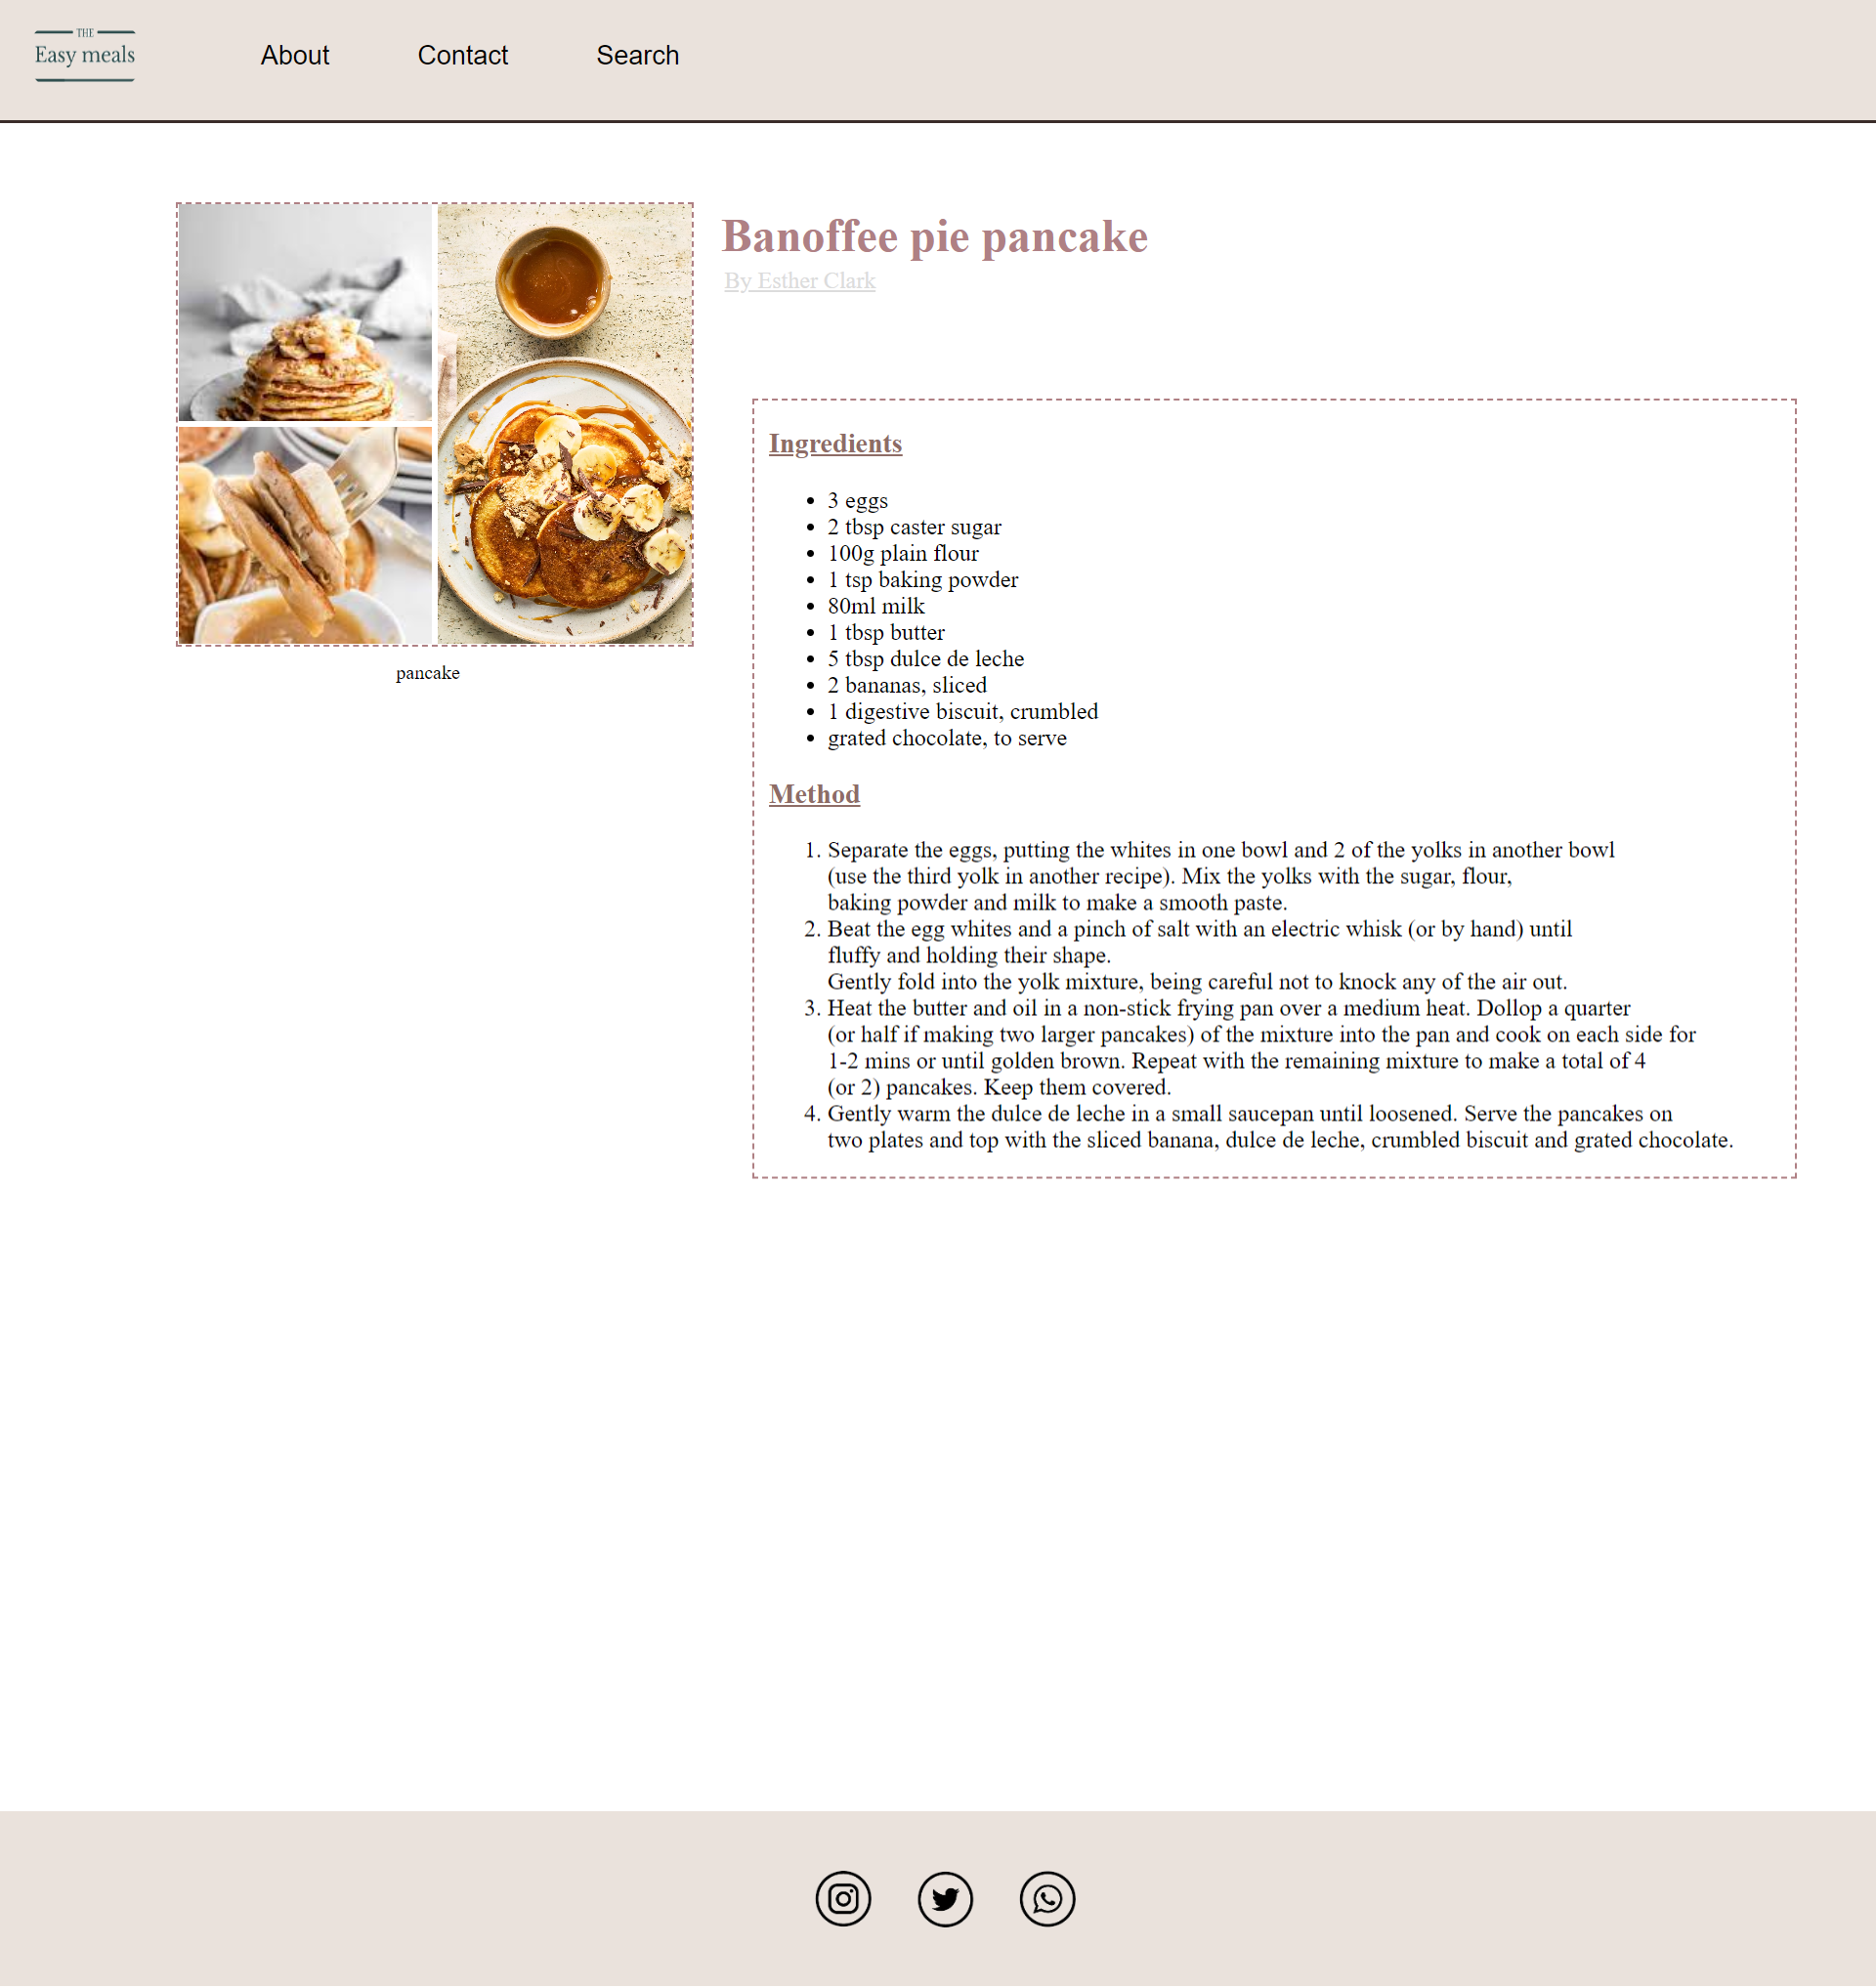 THE
Easy meals
About
Contact
Search
Banoffee pie pancake
By Esther Clark
pancake
Ingredients
• 3 eggs
• 2 tbsp caster sugar
• 100g plain flour
• 1 tsp baking powder
• 80ml milk
• 1 tbsp butter
• 5 tbsp dulce de leche
• 2 bananas, sliced
• 1 digestive biscuit, crumbled
• grated chocolate, to serve
Method
1. Separate the eggs, putting the whites in one bowl and 2 of the yolks in another bowl
(use the third yolk in another recipe). Mix the yolks with the sugar, flour,
baking powder and milk to make a smooth paste.
2. Beat the egg whites and a pinch of salt with an electric whisk (or by hand) until
fluffy and holding their shape.
Gently fold into the yolk mixture, being careful not to knock any of the air out.
3. Heat the butter and oil in a non-stick frying pan over a medium heat. Dollop a quarter
(or half if making two larger pancakes) of the mixture into the pan and cook on each side for
1-2 mins or until golden brown. Repeat with the remaining mixture to make a total of 4
(or 2) pancakes. Keep them covered.
4. Gently warm the dulce de leche in a small saucepan until loosened. Serve the pancakes on
two plates and top with the sliced banana, dulce de leche, crumbled biscuit and grated chocolate.